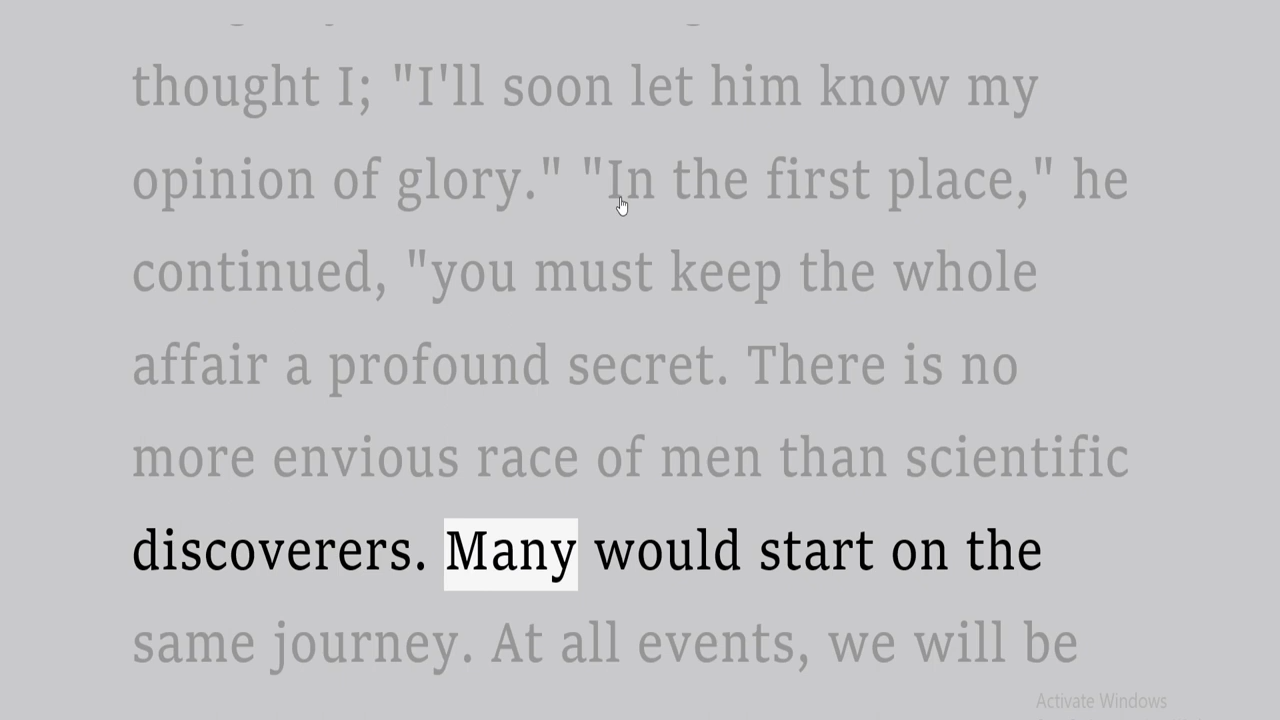 thought I; "I'll soon let him know my
opinion of glory." "In the first place," he
continued, "you must keep the whole
affair a profound secret. There is no
more envious race of men than scientific
discoverers. Many would start on the
same journey. At all events, we will be
Activate Windows